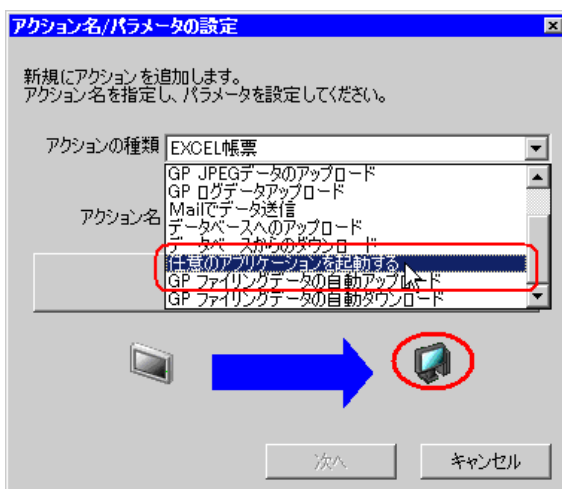 アクション名/パラメータの設定
新規にアクションを追加します。
アクション名を指定し、パラメータを設定してください。
アクションの種類 EXCEL帳票
GP JPEGデータのアップロード
GP ログデータアップロード
Mailでデータ送信
アクション名
データベースへのアップロード
データベースからのダウンロード
任意のアプリケーションを起動する
GP ファイリングデータの自動アップロード
GP ファイリングデータの自動ダウンロード
次へ キャンセル